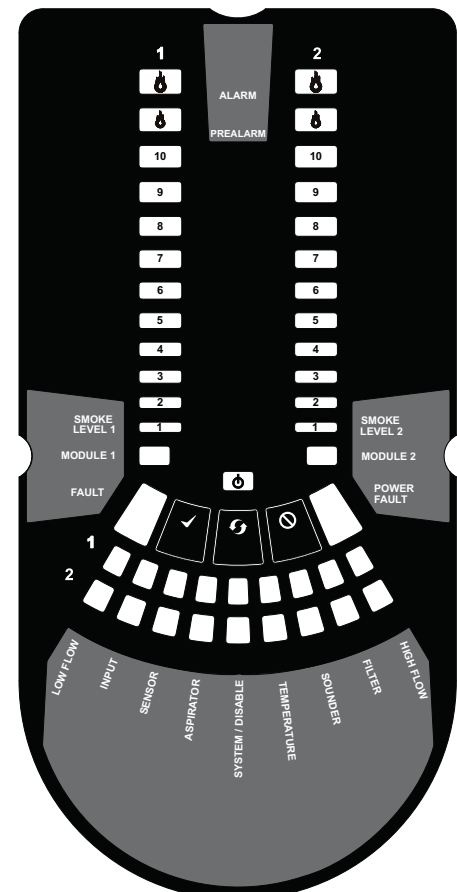 1 2
ALARM
PREALARM
10 10
9 9
8 8
7 7
6 6
5 5
4 4
3 3
2 2
1 1
SMOKE
LEVEL 1
SMOKE
LEVEL 2
MODULE 1
MODULE 2
FAULT
POWER
FAULT
1
2
LOW FLOW
INPUT
SENSOR
ASPIRATOR
SYSTEM / DISABLE
TEMPERATURE
SOUNDER
FILTER
HIGH FLOW